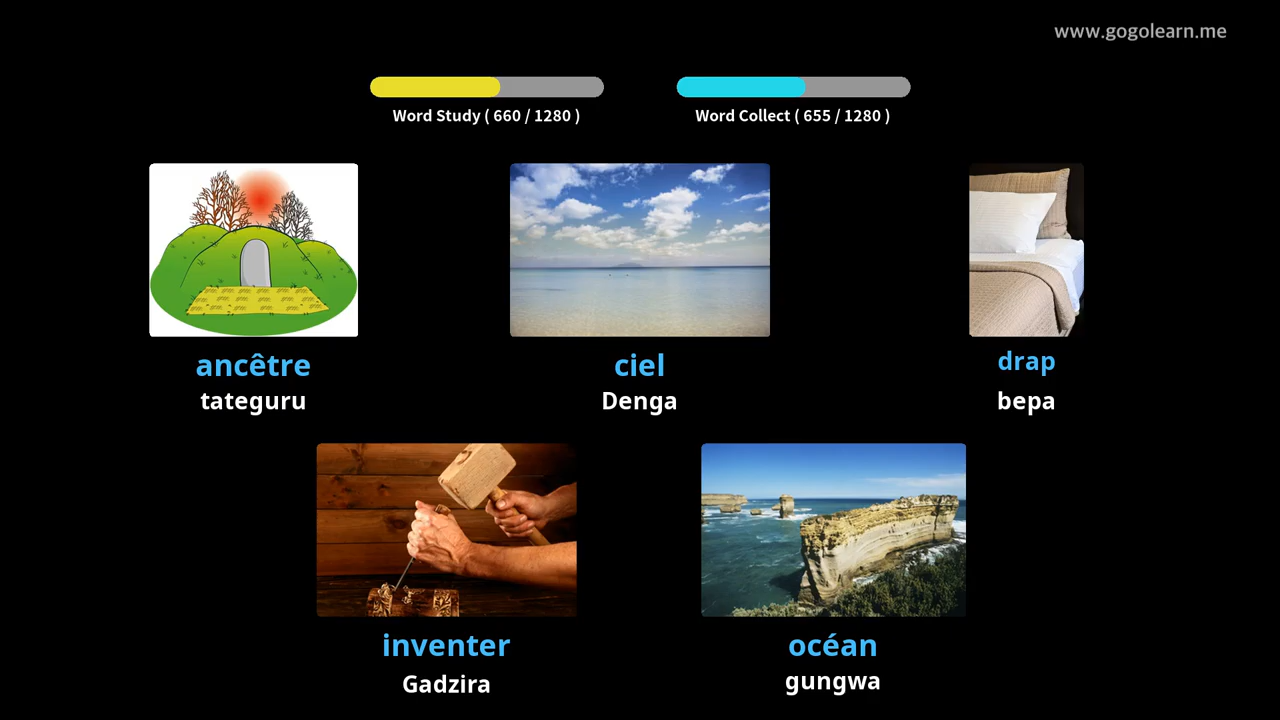 www.gogolearn.me
Word Study ( 660 / 1280 )
Word Collect ( 655 / 1280 )
ancêtre
tateguru
ciel
Denga
drap
bepa
inventer
Gadzira
océan
gungwa